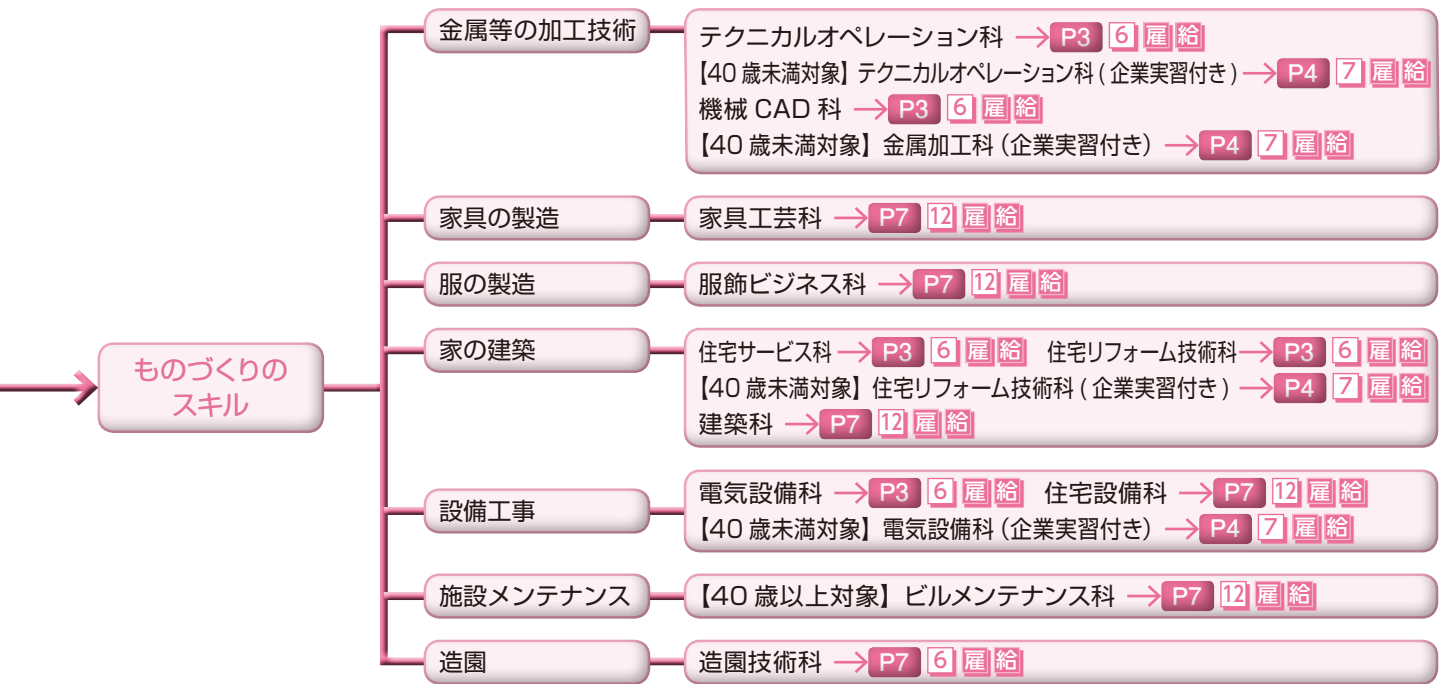 ものづくりの
スキル
金属等の加工技術
テクニカルオペレーション科 → P3 6 雇 給
【40歳未満対象】テクニカルオペレーション科(企業実習付き) → P4 7 雇 給
機械 CAD 科 → P3 6 雇 給
【40歳未満対象】金属加工科(企業実習付き) → P4 7 雇 給
家具の製造
家具工芸科 → P7 12 雇 給
服の製造
服飾ビジネス科 → P7 12 雇 給
家の建築
住宅サービス科 → P3 6 雇 給 住宅リフォーム技術科 → P3 6 雇 給
【40歳未満対象】住宅リフォーム技術科(企業実習付き) → P4 7 雇 給
建築科 → P7 12 雇 給
設備工事
電気設備科 → P3 6 雇 給 住宅設備科 → P7 12 雇 給
【40歳未満対象】電気設備科(企業実習付き) → P4 7 雇 給
施設メンテナンス
【40歳以上対象】ビルメンテナンス科 → P7 12 雇 給
造園
造園技術科 → P7 6 雇 給